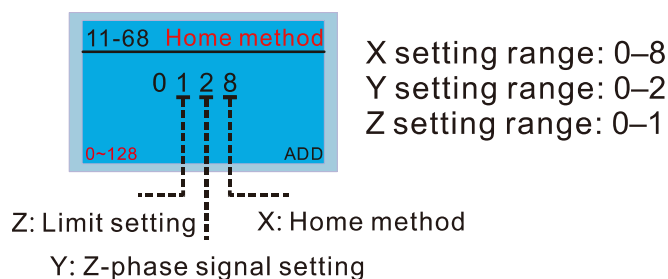 11-68 Home method
0 1 2 8
0~128 ADD
X setting range: 0–8
Y setting range: 0–2
Z setting range: 0–1
Z: Limit setting
X: Home method
Y: Z-phase signal setting